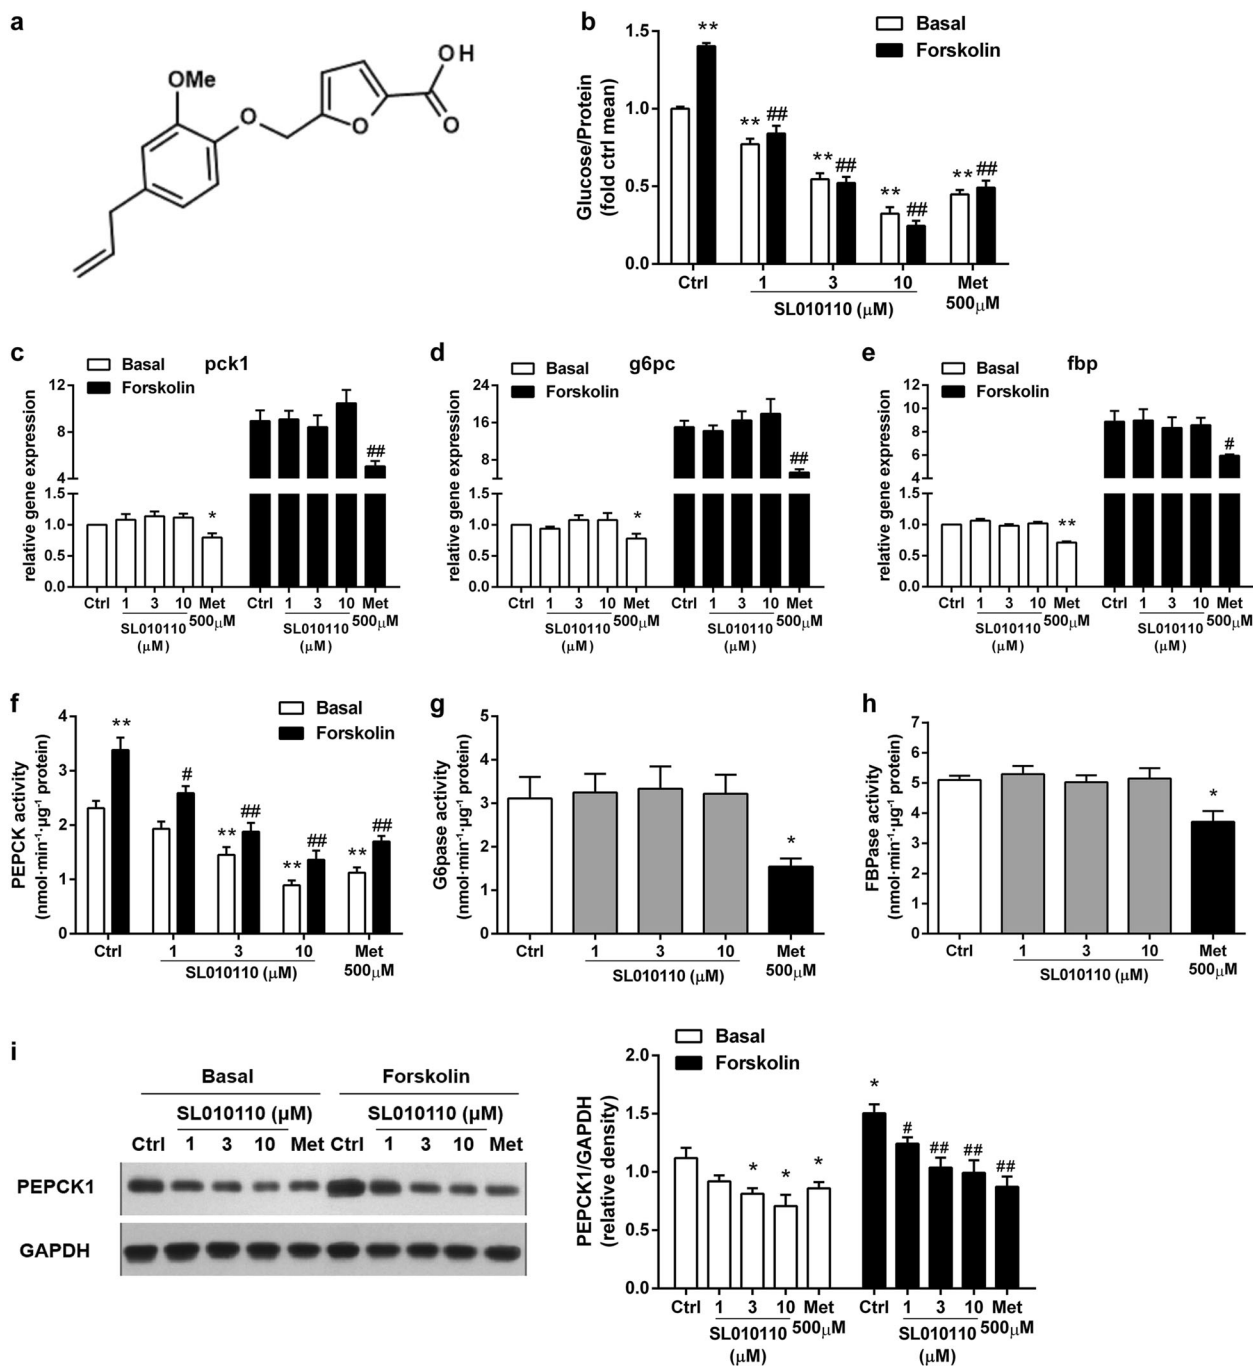 a
OMe
O
O
O
OH
b
Basal
Forskolin
Glucose/Protein
(fold ctrl mean)
1.5
1.0
0.5
0.0
**
**
##
**
##
**
##
**
##
Ctrl
1
3
10
Met
SL010110 (µM)
500µM
c
Basal
Forskolin
pck1
relative gene expression
12
8
4
1.5
1.0
0.5
0.0
*
##
Ctrl 1 3 10 Met Ctrl 1 3 10 Met
SL010110 500µM SL010110 500µM
(µM) (µM)
d
Basal
Forskolin
g6pc
relative gene expression
24
16
8
4
1.5
1.0
0.5
0.0
*
##
Ctrl 1 3 10 Met Ctrl 1 3 10 Met
SL010110 500µM SL010110 500µM
(µM) (µM)
e
Basal
Forskolin
fbp
relative gene expression
12
10
8
6
4
1.5
1.0
0.5
0.0
**
#
Ctrl 1 3 10 Met Ctrl 1 3 10 Met
SL010110 500µM SL010110 500µM
(µM) (µM)
f
Basal
Forskolin
PEPCK activity
(nmol·min⁻¹·µg⁻¹ protein)
4
3
2
1
0
**
#
**
##
**
##
**
##
Ctrl 1 3 10 Met
SL010110 (µM) 500µM
g
G6pase activity
(nmol·min⁻¹·µg⁻¹ protein)
5
4
3
2
1
0
*
Ctrl 1 3 10 Met
SL010110 (µM) 500µM
h
FBPase activity
(nmol·min⁻¹·µg⁻¹ protein)
7
6
5
4
3
2
1
0
*
Ctrl 1 3 10 Met
SL010110 (µM) 500µM
i
Basal Forskolin
SL010110 (µM) SL010110 (µM)
Ctrl 1 3 10 Met Ctrl 1 3 10 Met
PEPCK1
GAPDH
Basal
Forskolin
PEPCK1/GAPDH
(relative density)
2.0
1.5
1.0
0.5
0.0
*
*
*
*
#
##
##
##
Ctrl 1 3 10 Met Ctrl 1 3 10 Met
SL010110 500µM SL010110 500µM
(µM) (µM)